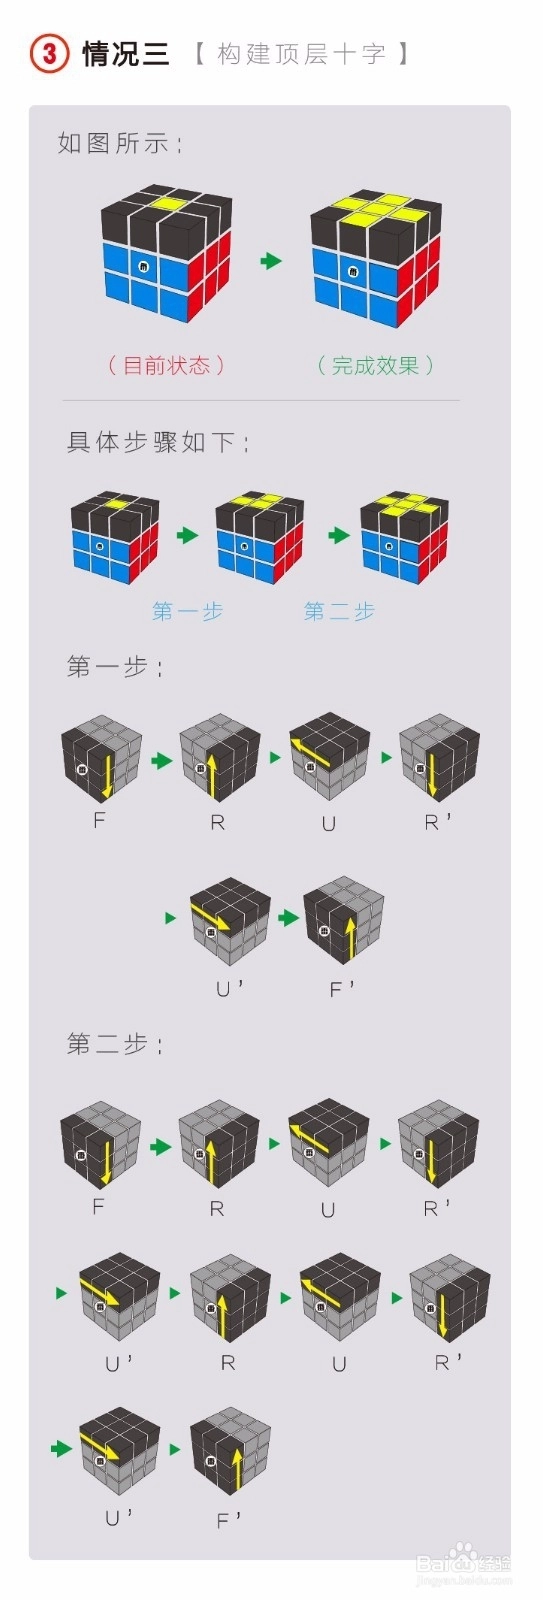 3 情况三 【构建顶层十字】
如图所示:
(目前状态) (完成效果)
具体步骤如下:
第一步 第二步
第一步:
F R U R'
U' F'
第二步:
F R U R'
U' R U R'
U' F'
Baidu经验
jingyan.baidu.com